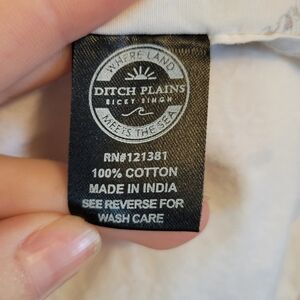 WHERE LAND
DITCH PLAINS
BICKY SINGH
MEETS THE SEA
RN#121381
100% COTTON
MADE IN INDIA
SEE REVERSE FOR
WASH CARE